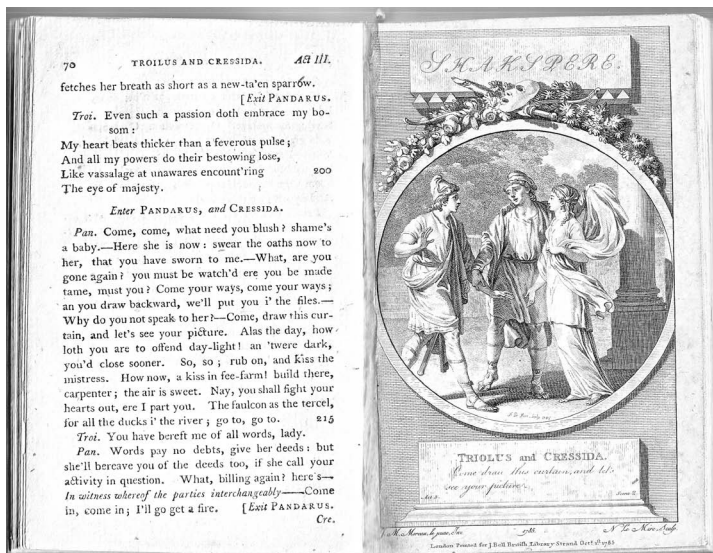 70 TROILUS AND CRESSIDA. Act III.
fetches her breath as short as a new-ta'en sparrow.
[Exit PANDARUS.
Troi. Even such a passion doth embrace my bo-
som:
My heart beats thicker than a feverous pulse;
And all my powers do their bestowing lose,
Like vassalage at unawares encount'ring 200
The eye of majesty.
Enter PANDARUS, and CRESSIDA.
Pan. Come, come, what need you blush? shame's
a baby.—Here she is now: swear the oaths now to
her, that you have sworn to me.—What, are you
gone again? you must be watch'd ere you be made
tame, must you? Come your ways, come your ways;
an you draw backward, we'll put you i' the files.—
Why do you not speak to her?—Come, draw this cur-
tain, and let's see your picture. Alas the day, how
loth you are to offend day-light! an 'twere dark,
you'd close sooner. So, so; rub on, and kiss the
mistress. How now, a kiss in fee-farm! build there,
carpenter; the air is sweet. Nay, you shall fight your
hearts out, ere I part you. The faulcon as the tercel,
for all the ducks i' the river; go to, go to. 215
Troi. You have bereft me of all words, lady.
Pan. Words pay no debts, give her deeds: but
she'll bereave you of the deeds too, if she call your
activity in question. What, billing again? here's—
In witness whereof the parties interchangeably——Come
in, come in; I'll go get a fire. [Exit PANDARUS.
Cre.
SHAKSPERE.
TRIOLUS and CRESSIDA.
Come draw this curtain, and let's
see your picture.
Act 3. Scene 2.
J. M. Moreau, le jeune, Inv. 1785. N. Le Mire, Sculp.
London Printed for J. Bell British Library Strand Octr. 1785